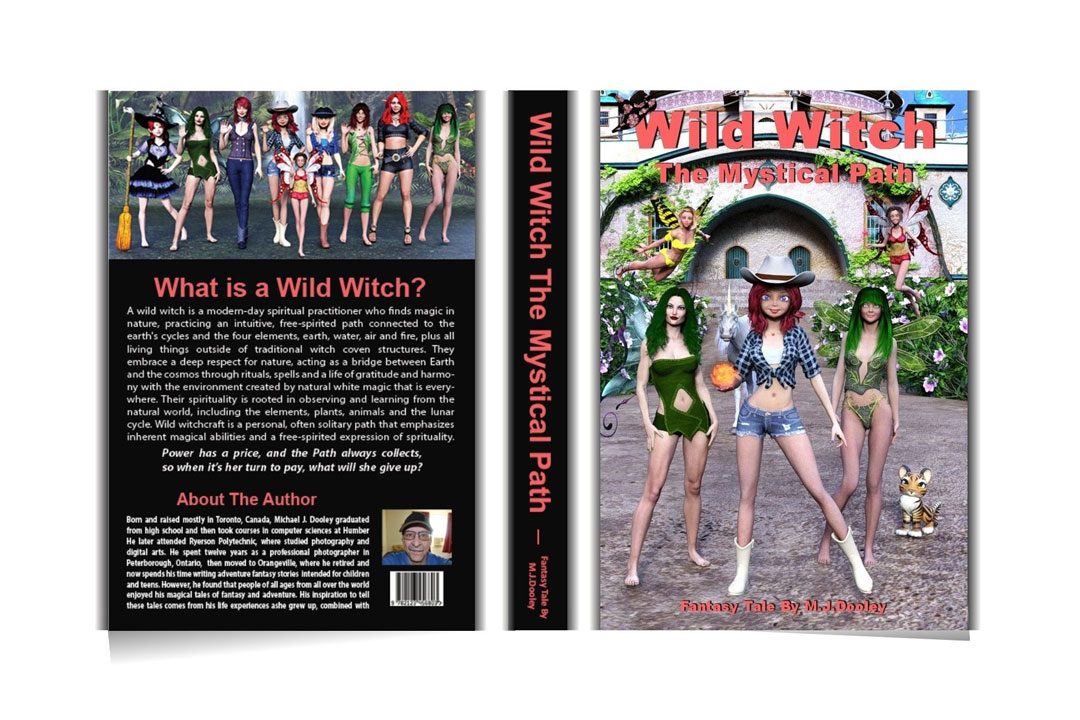 What is a Wild Witch?
A wild witch is a modern-day spiritual practitioner who finds magic in
nature, practicing an intuitive, free-spirited path connected to the
earth's cycles and the four elements, earth, water, air and fire, plus all
living things outside of traditional witch coven structures. They
embrace a deep respect for nature, acting as a bridge between Earth
and the cosmos through rituals, spells and a life of gratitude and harmo-
ny with the environment created by natural white magic that is every-
where. Their spirituality is rooted in observing and learning from the
natural world, including the elements, plants, animals and the lunar
cycle. Wild witchcraft is a personal, often solitary path that emphasizes
inherent magical abilities and a free-spirited expression of sprituality.
Power has a price, and the Path always collects,
so when it's her turn to pay, what will she give up?
About The Author
Born and raised mostly in Toronto, Canada, Michael J. Dooley graduated
from high school and then took courses in computer sciences at Humber
He later attended Ryerson Polytechnic, where studied photography and
digital arts. He spent twelve years as a professional photographer in
Peterborough, Ontario, then moved to Orangeville, where he retired and
now spends his time writing adventure fantasy stories intended for children
and teens. However, he found that people of all ages from all over the world
enjoyed his magical tales of fantasy and adventure. His inspiration to tell
these tales comes from his life experiences ashe grew up, combined with
Wild Witch The Mystical Path —
Fantasy Tale By
M.J.Dooley
Wild Witch
The Mystical Path
Fantasy Tale By M.J.Dooley